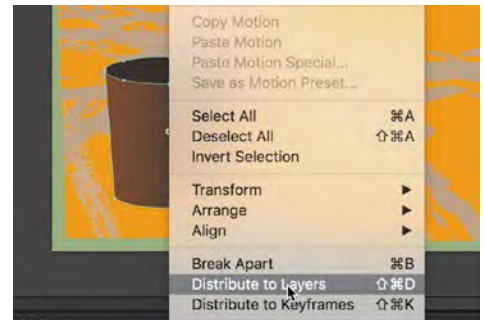 Copy Motion
Paste Motion
Paste Motion Special...
Save as Motion Preset...
Select All ⌘A
Deselect All ⇧⌘A
Invert Selection
Transform ▶
Arrange ▶
Align ▶
Break Apart ⌘B
Distribute to Layers ⇧⌘D
Distribute to Keyframes ⇧⌘K